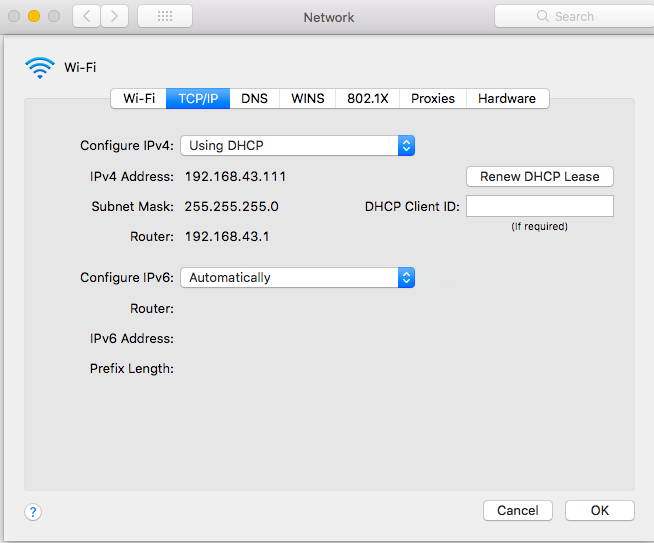 Network
Search
Wi-Fi
Wi-Fi TCP/IP DNS WINS 802.1X Proxies Hardware
Configure IPv4: Using DHCP
IPv4 Address: 192.168.43.111 Renew DHCP Lease
Subnet Mask: 255.255.255.0 DHCP Client ID:
(If required)
Router: 192.168.43.1
Configure IPv6: Automatically
Router:
IPv6 Address:
Prefix Length:
? Cancel OK